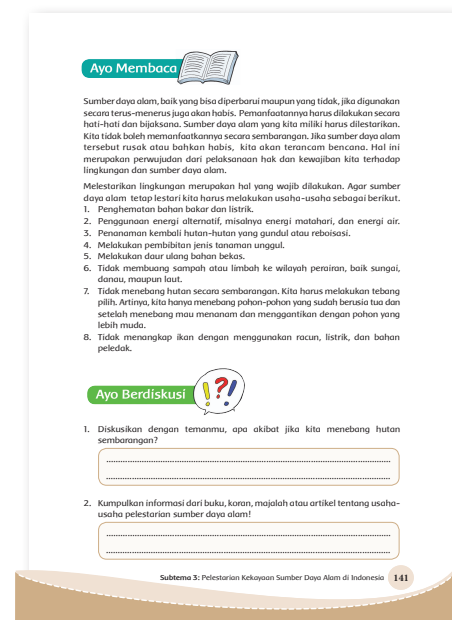 Ayo Membaca
Sumber daya alam, baik yang bisa diperbarui maupun yang tidak, jika digunakan
secara terus-menerus juga akan habis. Pemanfaatannya harus dilakukan secara
hati-hati dan bijaksana. Sumber daya alam yang kita miliki harus dilestarikan.
Kita tidak boleh memanfaatkannya secara sembarangan. Jika sumber daya alam
tersebut rusak atau bahkan habis, kita akan terancam bencana. Hal ini
merupakan perwujudan dari pelaksanaan hak dan kewajiban kita terhadap
lingkungan dan sumber daya alam.
Melestarikan lingkungan merupakan hal yang wajib dilakukan. Agar sumber
daya alam tetap lestari kita harus melakukan usaha-usaha sebagai berikut.
1. Penghematan bahan bakar dan listrik.
2. Penggunaan energi alternatif, misalnya energi matahari, dan energi air.
3. Penanaman kembali hutan-hutan yang gundul atau reboisasi.
4. Melakukan pembibitan jenis tanaman unggul.
5. Melakukan daur ulang bahan bekas.
6. Tidak membuang sampah atau limbah ke wilayah perairan, baik sungai,
danau, maupun laut.
7. Tidak menebang hutan secara sembarangan. Kita harus melakukan tebang
pilih. Artinya, kita hanya menebang pohon-pohon yang sudah berusia tua dan
setelah menebang mau menanam dan menggantikan dengan pohon yang
lebih muda.
8. Tidak menangkap ikan dengan menggunakan racun, listrik, dan bahan
peledak.
Ayo Berdiskusi
!?!
1. Diskusikan dengan temanmu, apa akibat jika kita menebang hutan
sembarangan?
2. Kumpulkan informasi dari buku, koran, majalah atau artikel tentang usaha-
usaha pelestarian sumber daya alam!
Subtema 3: Pelestarian Kekayaan Sumber Daya Alam di Indonesia 141